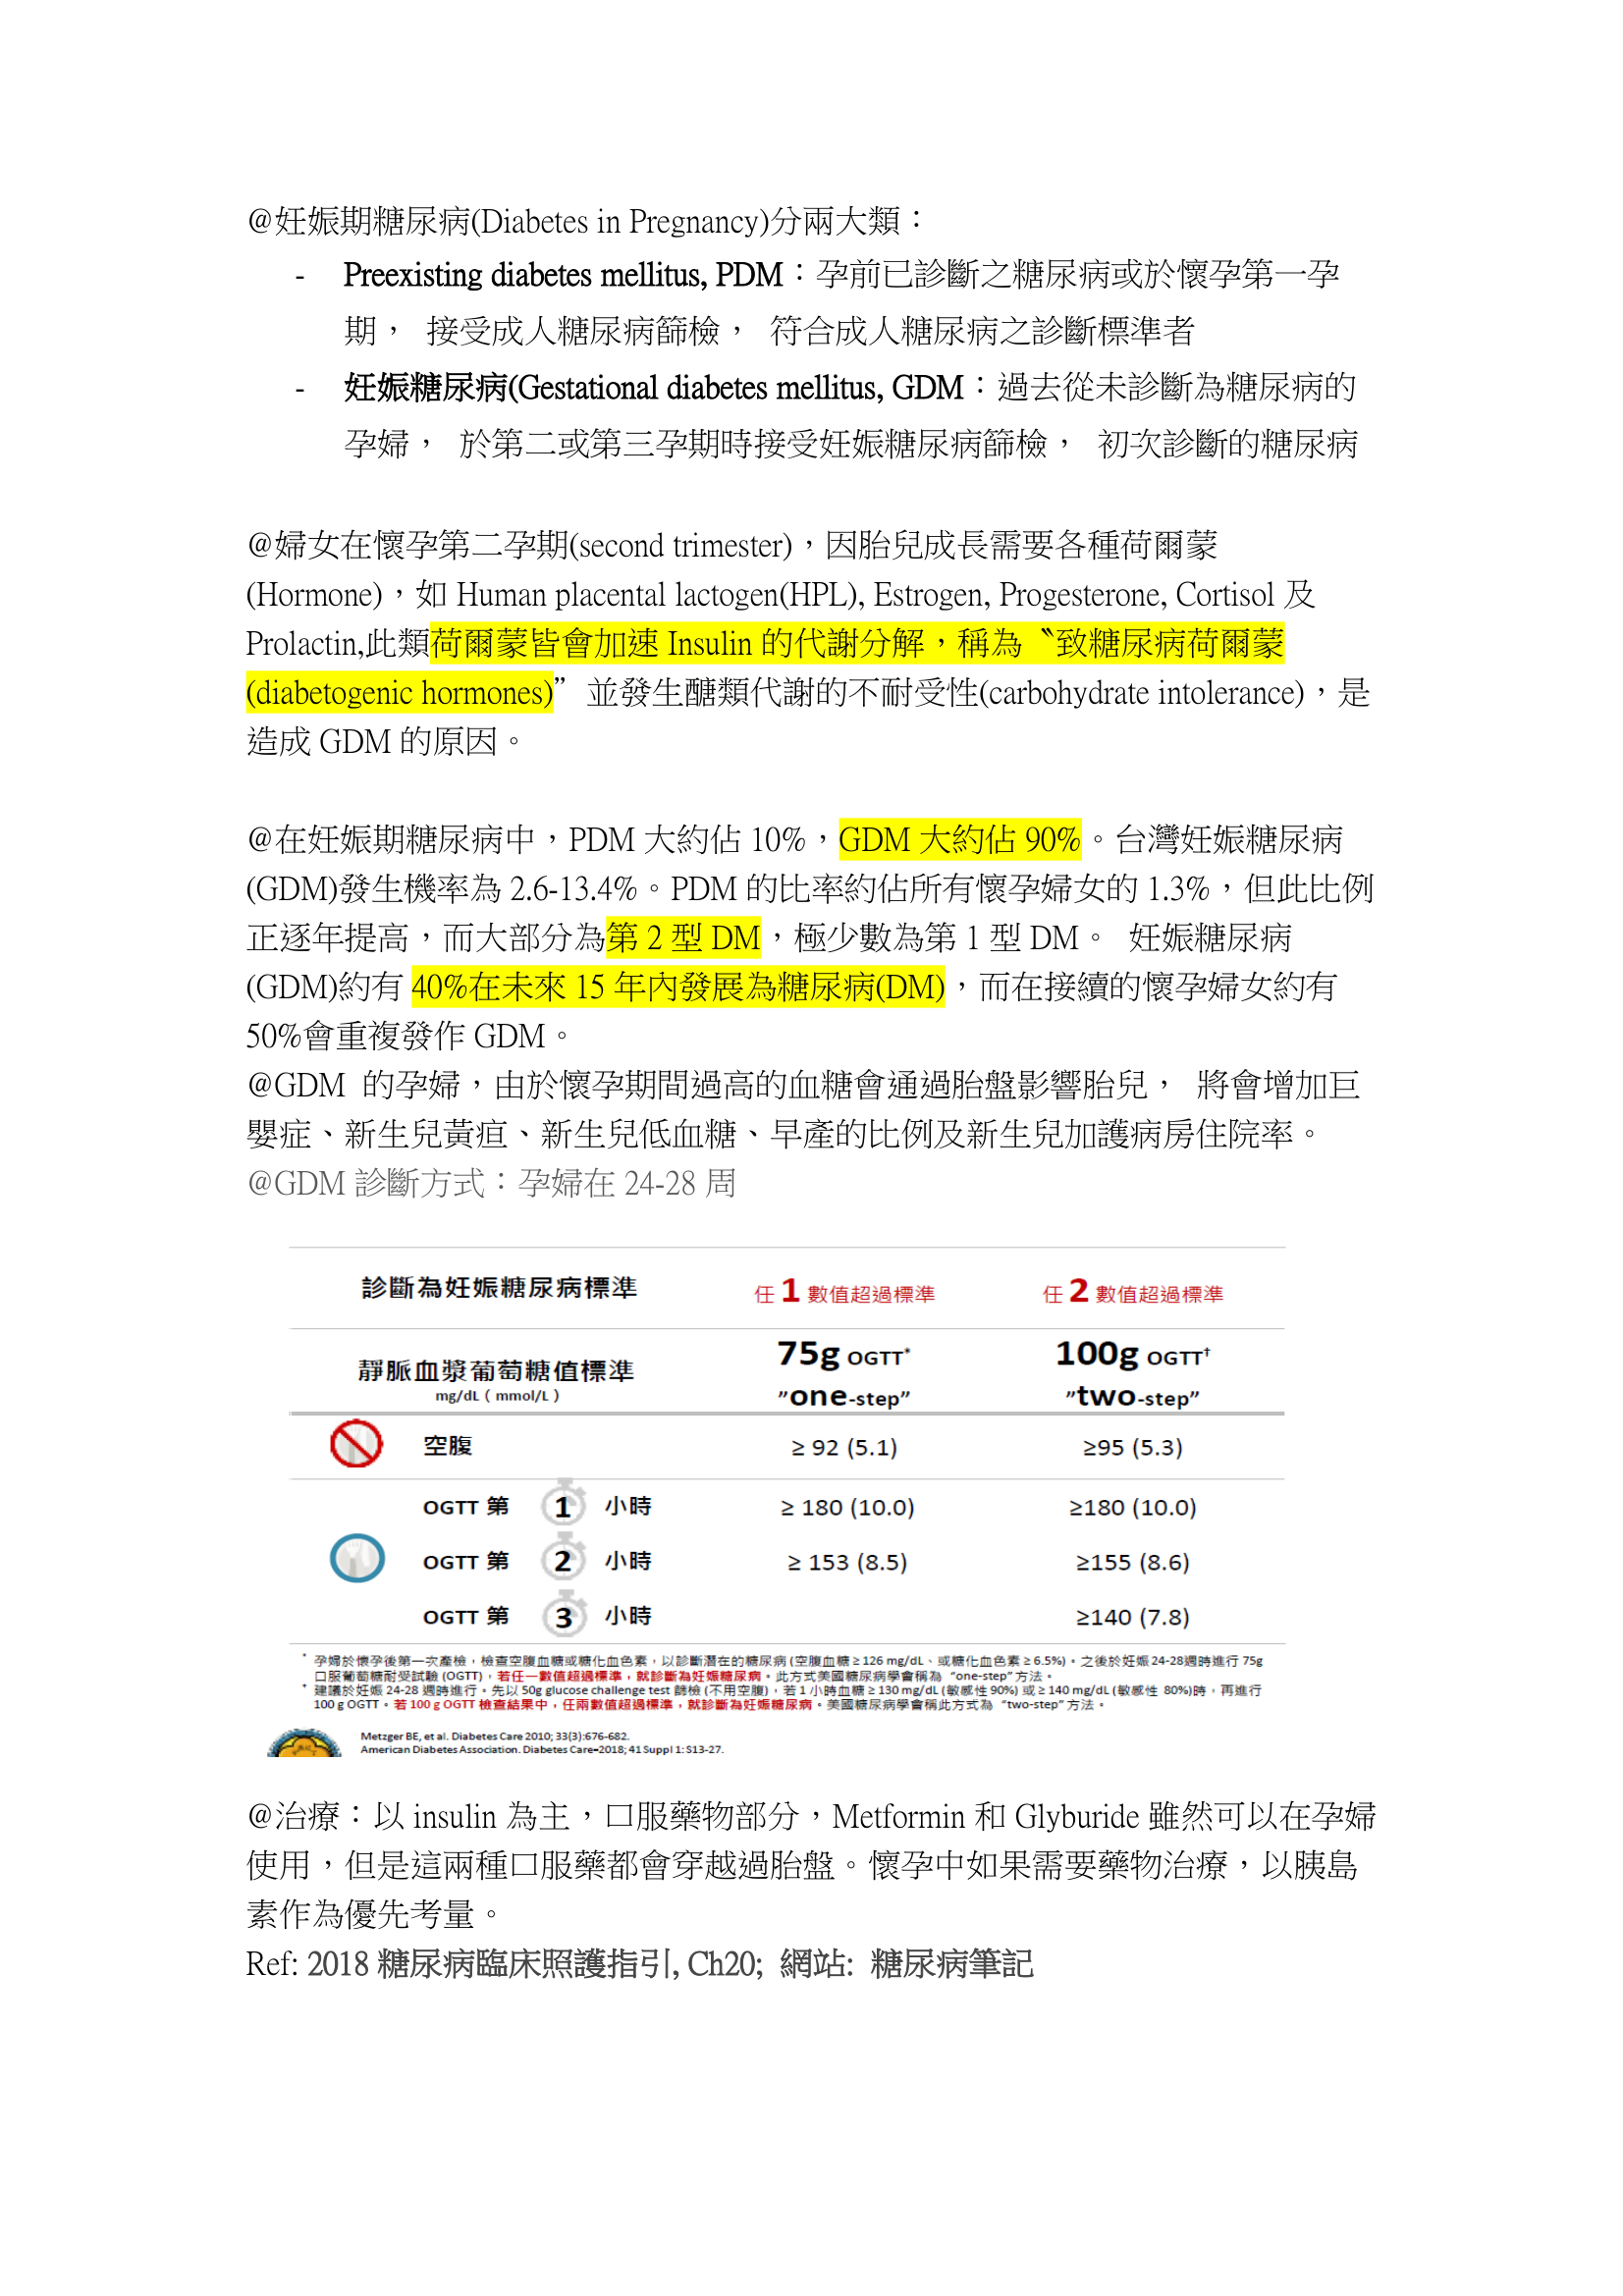 @妊娠期糖尿病(Diabetes in Pregnancy)分兩大類：
- Preexisting diabetes mellitus, PDM：孕前已診斷之糖尿病或於懷孕第一孕
期， 接受成人糖尿病篩檢， 符合成人糖尿病之診斷標準者
- 妊娠糖尿病(Gestational diabetes mellitus, GDM：過去從未診斷為糖尿病的
孕婦， 於第二或第三孕期時接受妊娠糖尿病篩檢， 初次診斷的糖尿病
@婦女在懷孕第二孕期(second trimester)，因胎兒成長需要各種荷爾蒙
(Hormone)，如 Human placental lactogen(HPL), Estrogen, Progesterone, Cortisol 及
Prolactin,此類荷爾蒙皆會加速 Insulin 的代謝分解，稱為〝致糖尿病荷爾蒙
(diabetogenic hormones)” 並發生醣類代謝的不耐受性(carbohydrate intolerance)，是
造成 GDM 的原因。
@在妊娠期糖尿病中，PDM 大約佔 10%，GDM 大約佔 90%。台灣妊娠糖尿病
(GDM)發生機率為 2.6-13.4%。PDM 的比率約佔所有懷孕婦女的 1.3%，但此比例
正逐年提高，而大部分為第 2 型 DM，極少數為第 1 型 DM。 妊娠糖尿病
(GDM)約有 40%在未來 15 年內發展為糖尿病(DM)，而在接續的懷孕婦女約有
50%會重複發作 GDM。
@GDM 的孕婦，由於懷孕期間過高的血糖會通過胎盤影響胎兒， 將會增加巨
嬰症、新生兒黃疸、新生兒低血糖、早產的比例及新生兒加護病房住院率。
@GDM 診斷方式：孕婦在 24-28 周
診斷為妊娠糖尿病標準 任 1 數值超過標準 任 2 數值超過標準
靜脈血漿葡萄糖值標準 75g OGTT* 100g OGTT†
mg/dL ( mmol/L ) ”one-step” ”two-step”
空腹 ≥ 92 (5.1) ≥95 (5.3)
OGTT 第 1 小時 ≥ 180 (10.0) ≥180 (10.0)
OGTT 第 2 小時 ≥ 153 (8.5) ≥155 (8.6)
OGTT 第 3 小時 ≥140 (7.8)
* 孕婦於懷孕後第一次產檢，檢查空腹血糖或糖化血色素，以診斷潛在的糖尿病 (空腹血糖 ≥ 126 mg/dL、或糖化血色素 ≥ 6.5%)。之後於妊娠 24-28週時進行 75g
口服葡萄糖耐受試驗 (OGTT)，若任一數值超過標準，就診斷為妊娠糖尿病。此方式美國糖尿病學會稱為 “one-step” 方法。
† 建議於妊娠 24-28 週時進行。先以 50g glucose challenge test 篩檢 (不用空腹)，若 1 小時血糖 ≥ 130 mg/dL (敏感性 90%) 或 ≥ 140 mg/dL (敏感性 80%)時，再進行
100 g OGTT。若 100 g OGTT 檢查結果中，任兩數值超過標準，就診斷為妊娠糖尿病。美國糖尿病學會稱此方式為 “two-step” 方法。
Metzger BE, et al. Diabetes Care 2010; 33(3):676-682.
American Diabetes Association. Diabetes Care 2018; 41 Suppl 1: S13-27.
@治療：以 insulin 為主，口服藥物部分，Metformin 和 Glyburide 雖然可以在孕婦
使用，但是這兩種口服藥都會穿越過胎盤。懷孕中如果需要藥物治療，以胰島
素作為優先考量。
Ref: 2018 糖尿病臨床照護指引, Ch20; 網站: 糖尿病筆記